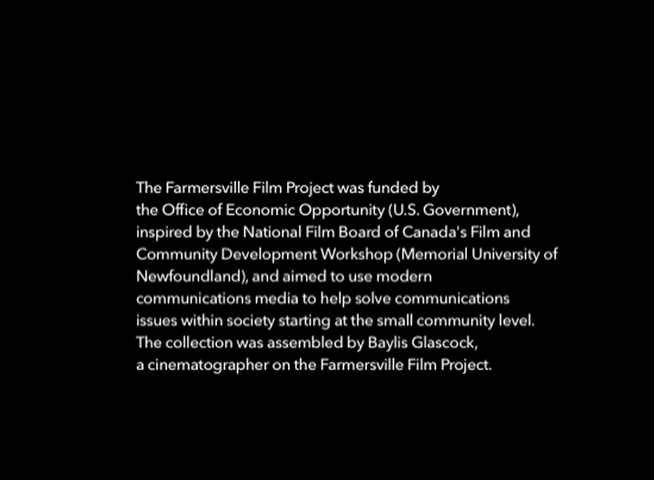 The Farmersville Film Project was funded by
the Office of Economic Opportunity (U.S. Government),
inspired by the National Film Board of Canada's Film and
Community Development Workshop (Memorial University of
Newfoundland), and aimed to use modern
communications media to help solve communications
issues within society starting at the small community level.
The collection was assembled by Baylis Glascock,
a cinematographer on the Farmersville Film Project.